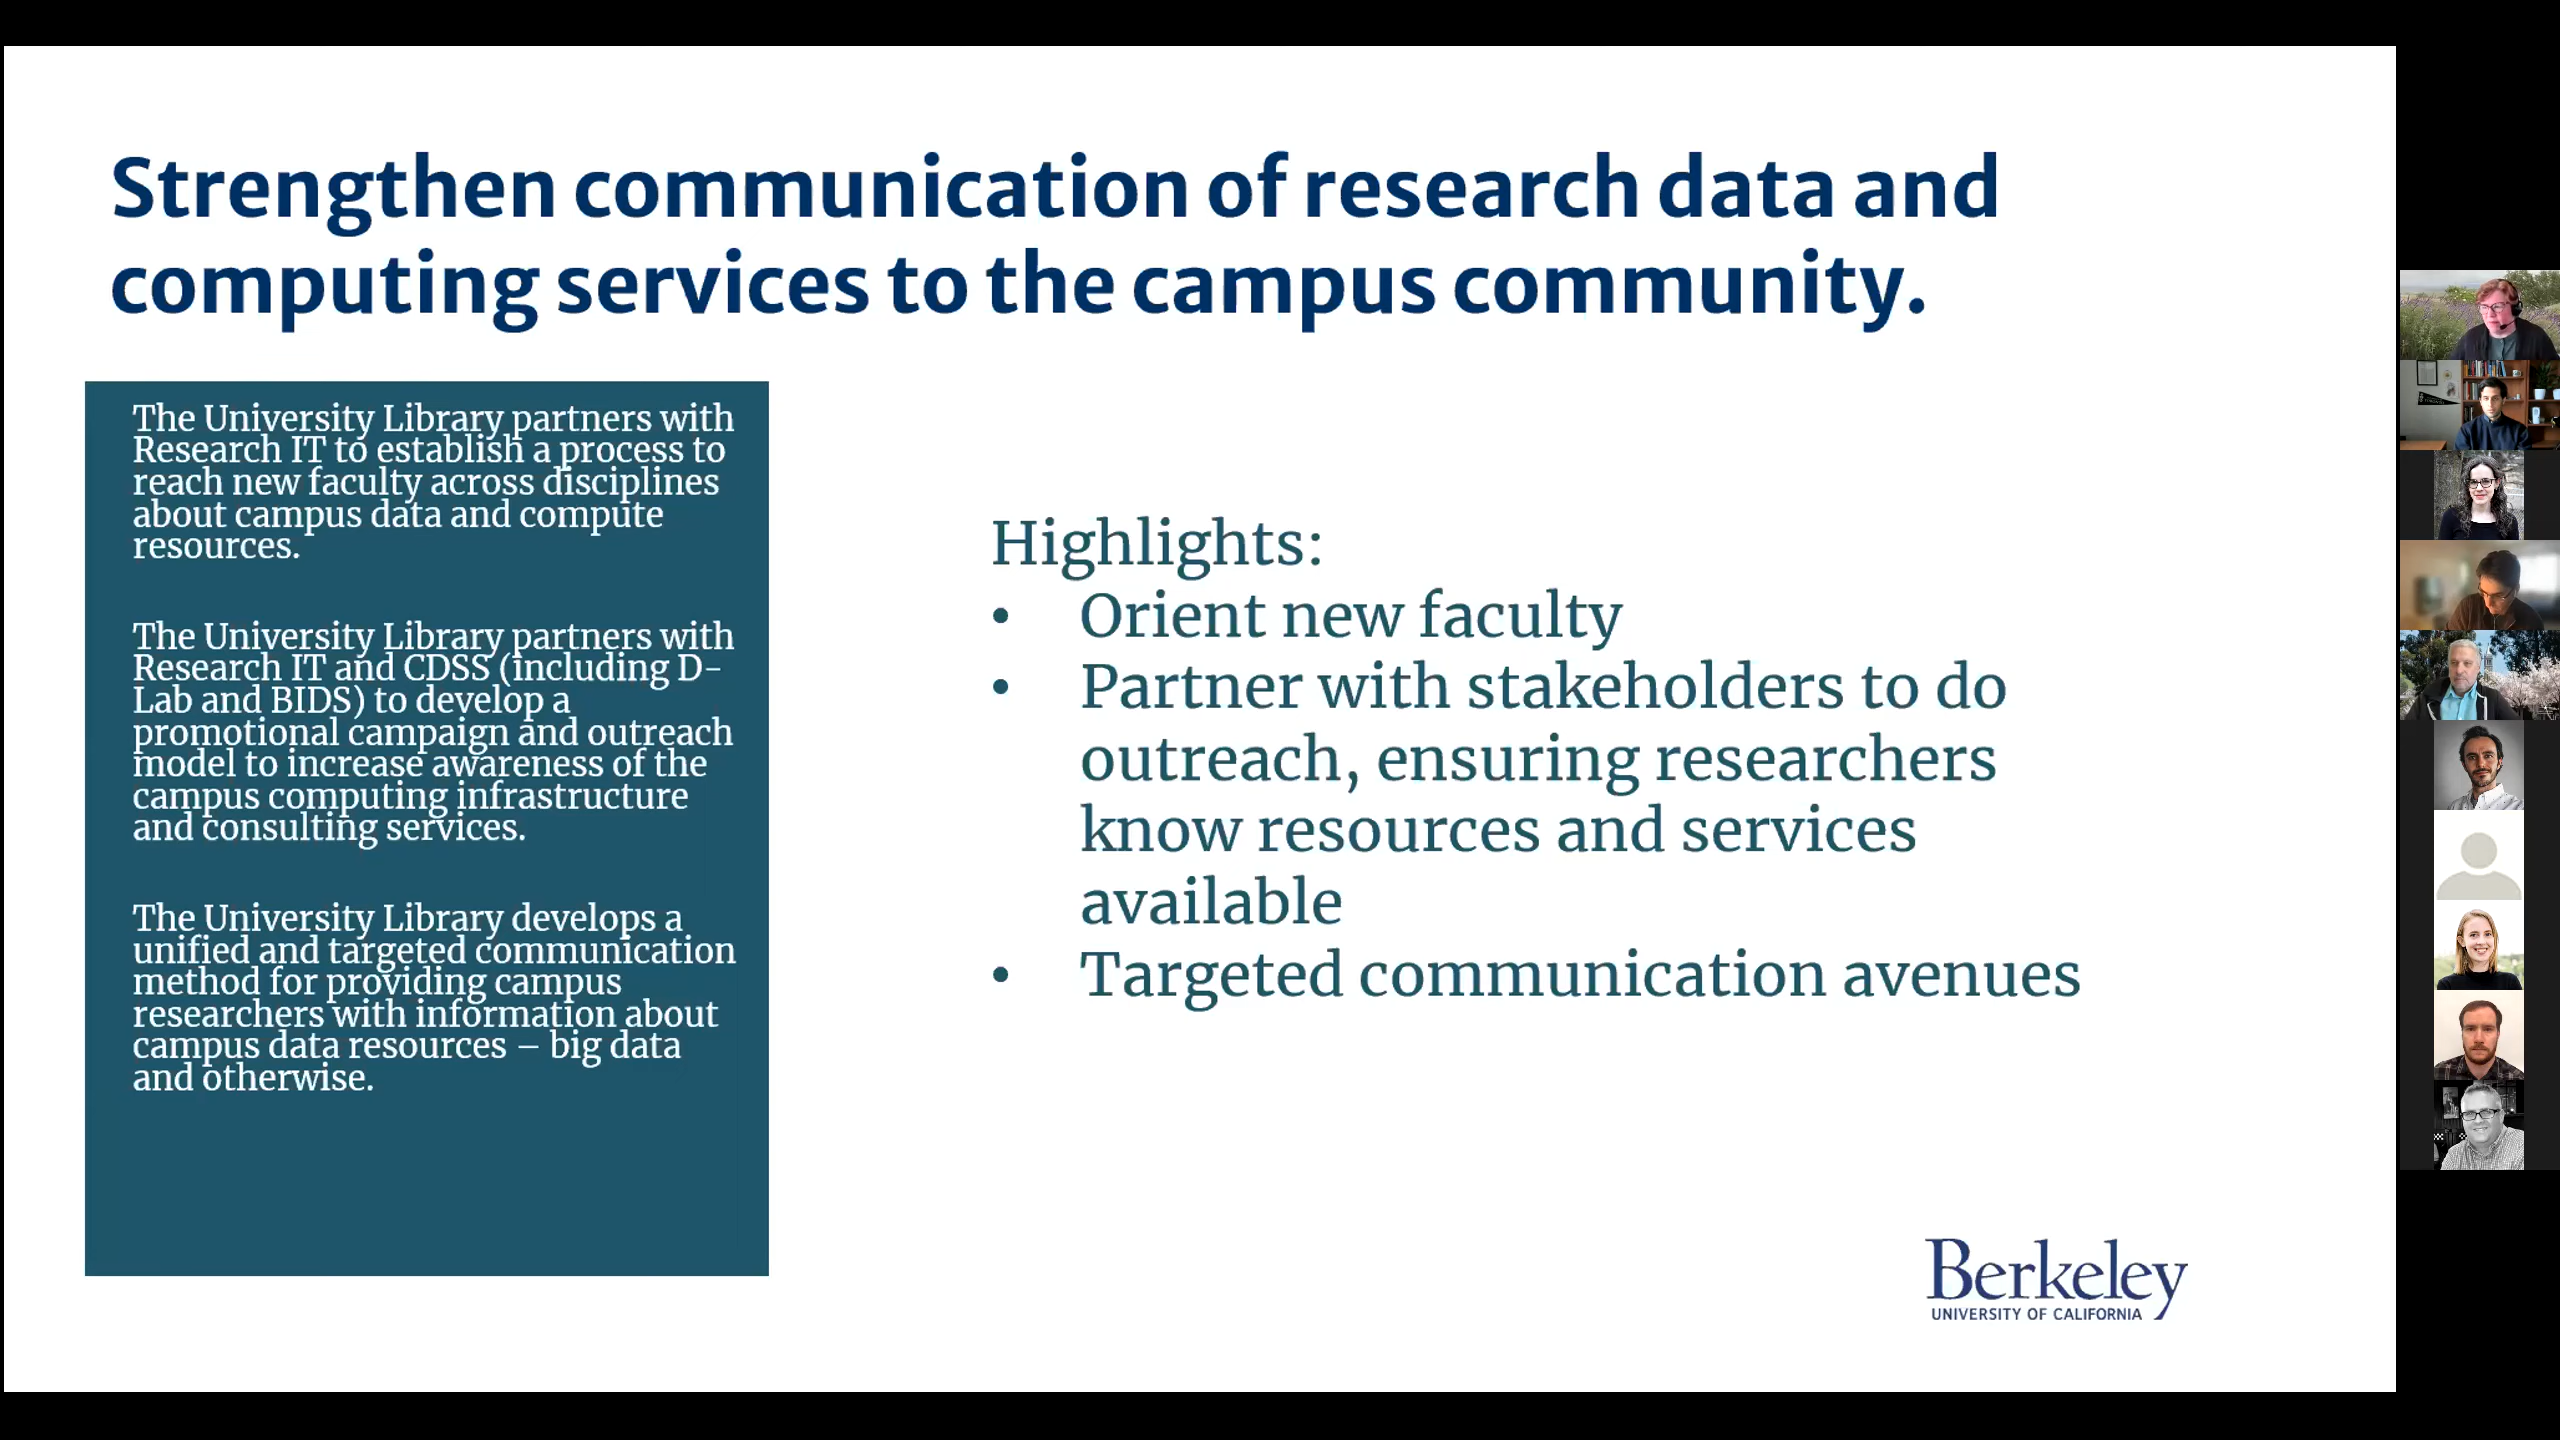 Strengthen communication of research data and
computing services to the campus community.
The University Library partners with
Research IT to establish a process to
reach new faculty across disciplines
about campus data and compute
resources.
The University Library partners with
Research IT and CDSS (including D-
Lab and BIDS) to develop a
promotional campaign and outreach
model to increase awareness of the
campus computing infrastructure
and consulting services.
The University Library develops a
unified and targeted communication
method for providing campus
researchers with information about
campus data resources – big data
and otherwise.
Highlights:
• Orient new faculty
• Partner with stakeholders to do
outreach, ensuring researchers
know resources and services
available
• Targeted communication avenues
Berkeley
UNIVERSITY OF CALIFORNIA